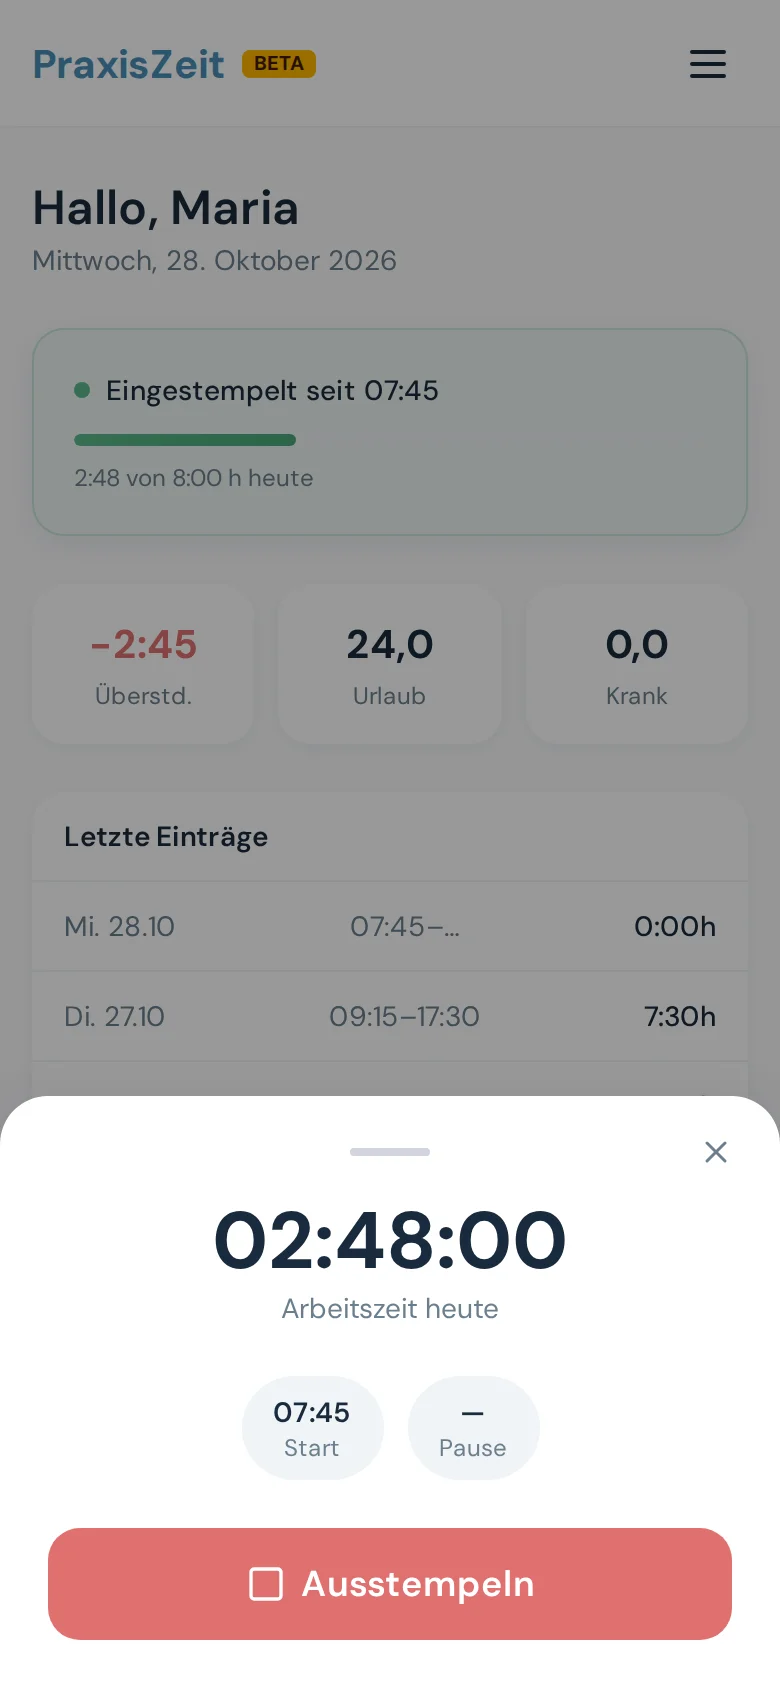 PraxisZeit BETA
Hallo, Maria
Mittwoch, 28. Oktober 2026
Eingestempelt seit 07:45
2:48 von 8:00 h heute
−2:45 24,0 0,0
Überstd. Urlaub Krank
Letzte Einträge
Mi. 28.10 07:45–... 0:00h
Di. 27.10 09:15–17:30 7:30h
02:48:00
Arbeitszeit heute
07:45 —
Start Pause
Ausstempeln